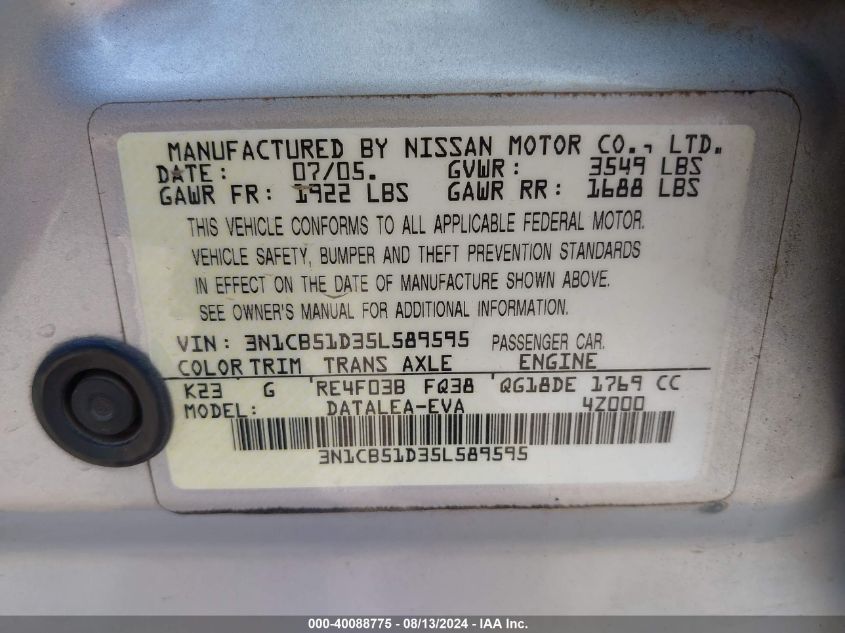 MANUFACTURED BY NISSAN MOTOR CO., LTD.
DATE: 07/05. GVWR: 3549 LBS
GAWR FR: 1922 LBS GAWR RR: 1688 LBS
THIS VEHICLE CONFORMS TO ALL APPLICABLE FEDERAL MOTOR.
VEHICLE SAFETY, BUMPER AND THEFT PREVENTION STANDARDS
IN EFFECT ON THE DATE OF MANUFACTURE SHOWN ABOVE.
SEE OWNER'S MANUAL FOR ADDITIONAL INFORMATION.
VIN: 3N1CB51D35L589595 PASSENGER CAR.
COLOR TRIM TRANS AXLE ENGINE
K23 G RE4F03B FQ38 QG18DE 1769 CC
MODEL: DATALEA-EVA 4Z000
3N1CB51D35L589595
000-40088775 - 08/13/2024 - IAA Inc.